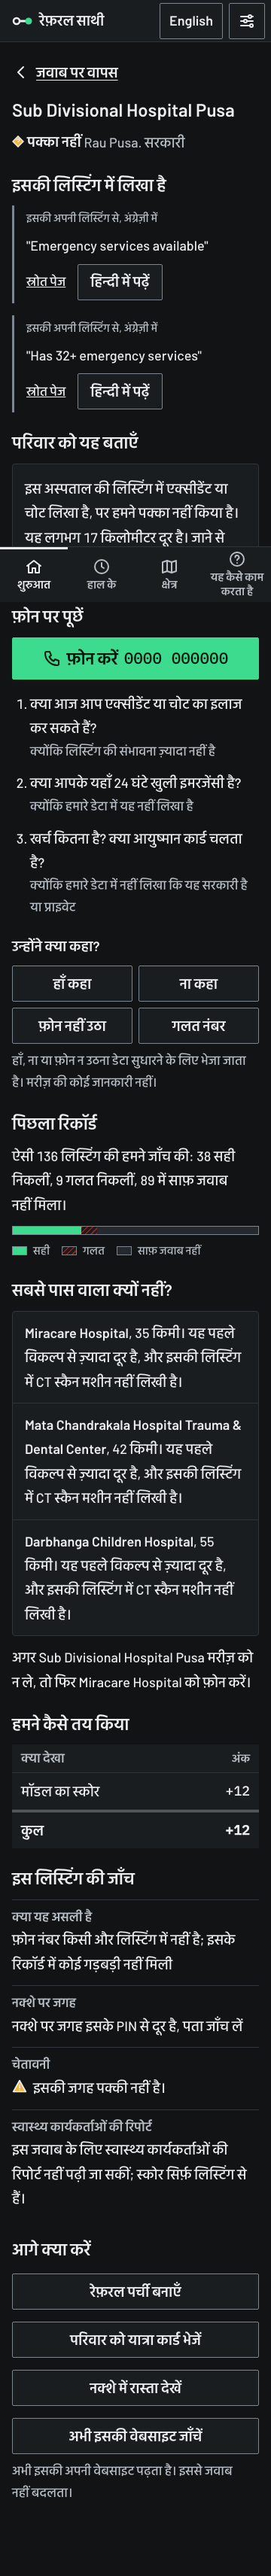 रेफ़रल साथी
English
जवाब पर वापस
Sub Divisional Hospital Pusa
पक्का नहीं Rau Pusa. सरकारी
इसकी लिस्टिंग में लिखा है
इसकी अपनी लिस्टिंग से, अंग्रेज़ी में
"Emergency services available"
स्रोत पेज
हिन्दी में पढ़ें
इसकी अपनी लिस्टिंग से, अंग्रेज़ी में
"Has 32+ emergency services"
स्रोत पेज
हिन्दी में पढ़ें
परिवार को यह बताएँ
इस अस्पताल की लिस्टिंग में एक्सीडेंट या
चोट लिखा है, पर हमने पक्का नहीं किया है।
यह लगभग 17 किलोमीटर दूर है। जाने से
शुरुआत
हाल के
क्षेत्र
यह कैसे काम
करता है
फ़ोन पर पूछें
फ़ोन करें 0000 000000
1. क्या आज आप एक्सीडेंट या चोट का इलाज
कर सकते हैं?
क्योंकि लिस्टिंग की संभावना ज़्यादा नहीं है
2. क्या आपके यहाँ 24 घंटे खुली इमरजेंसी है?
क्योंकि हमारे डेटा में यह नहीं लिखा है
3. खर्च कितना है? क्या आयुष्मान कार्ड चलता
है?
क्योंकि हमारे डेटा में नहीं लिखा कि यह सरकारी है
या प्राइवेट
उन्होंने क्या कहा?
हाँ कहा
ना कहा
फ़ोन नहीं उठा
गलत नंबर
हाँ, ना या फ़ोन न उठना डेटा सुधारने के लिए भेजा जाता
है। मरीज़ की कोई जानकारी नहीं।
पिछला रिकॉर्ड
ऐसी 136 लिस्टिंग की हमने जाँच की: 38 सही
निकलीं, 9 गलत निकलीं, 89 में साफ़ जवाब
नहीं मिला।
सही
गलत
साफ़ जवाब नहीं
सबसे पास वाला क्यों नहीं?
Miracare Hospital, 35 किमी। यह पहले
विकल्प से ज़्यादा दूर है, और इसकी लिस्टिंग
में CT स्कैन मशीन नहीं लिखी है।
Mata Chandrakala Hospital Trauma &
Dental Center, 42 किमी। यह पहले
विकल्प से ज़्यादा दूर है, और इसकी लिस्टिंग
में CT स्कैन मशीन नहीं लिखी है।
Darbhanga Children Hospital, 55
किमी। यह पहले विकल्प से ज़्यादा दूर है,
और इसकी लिस्टिंग में CT स्कैन मशीन नहीं
लिखी है।
अगर Sub Divisional Hospital Pusa मरीज़ को
न ले, तो फिर Miracare Hospital को फ़ोन करें।
हमने कैसे तय किया
क्या देखा
अंक
मॉडल का स्कोर
+12
कुल
+12
इस लिस्टिंग की जाँच
क्या यह असली है
फ़ोन नंबर किसी और लिस्टिंग में नहीं है; इसके
रिकॉर्ड में कोई गड़बड़ी नहीं मिली
नक्शे पर जगह
नक्शे पर जगह इसके PIN से दूर है, पता जाँच लें
चेतावनी
इसकी जगह पक्की नहीं है।
स्वास्थ्य कार्यकर्ताओं की रिपोर्ट
इस जवाब के लिए स्वास्थ्य कार्यकर्ताओं की
रिपोर्ट नहीं पढ़ी जा सकीं; स्कोर सिर्फ़ लिस्टिंग से
हैं।
आगे क्या करें
रेफ़रल पर्ची बनाएँ
परिवार को यात्रा कार्ड भेजें
नक्शे में रास्ता देखें
अभी इसकी वेबसाइट जाँचें
अभी इसकी अपनी वेबसाइट पढ़ता है। इससे जवाब
नहीं बदलता।